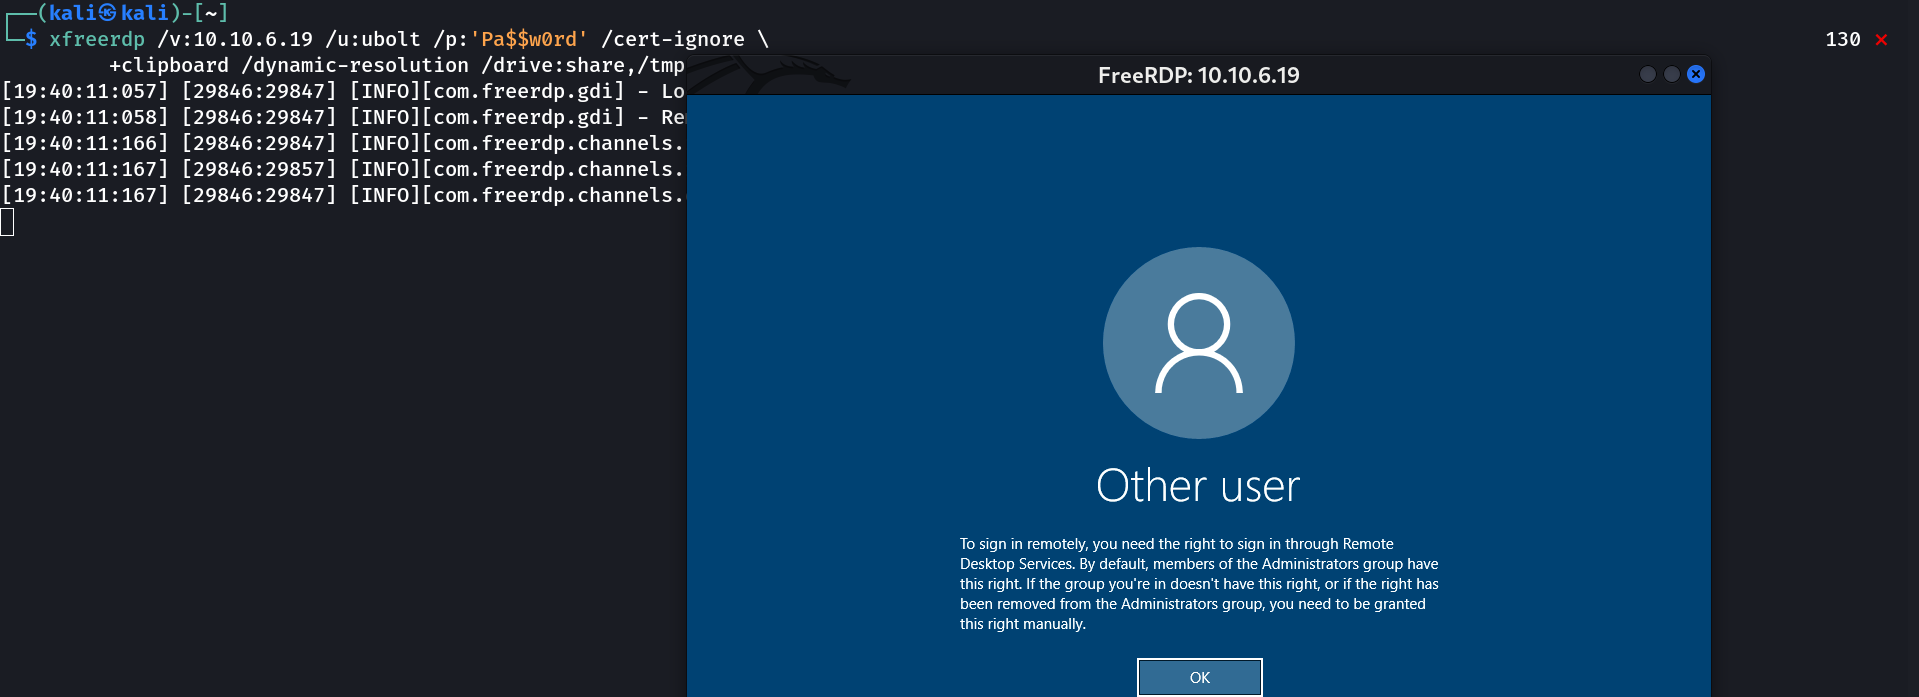 ┌──(kali㉿kali)-[~]
└─$ xfreerdp /v:10.10.6.19 /u:ubolt /p:'Pa$$w0rd' /cert-ignore \
130 ✕
+clipboard /dynamic-resolution /drive:share,/tmp
[19:40:11:057] [29846:29847] [INFO][com.freerdp.gdi] - Lo
[19:40:11:058] [29846:29847] [INFO][com.freerdp.gdi] - Re
[19:40:11:166] [29846:29847] [INFO][com.freerdp.channels.
[19:40:11:167] [29846:29857] [INFO][com.freerdp.channels.
[19:40:11:167] [29846:29847] [INFO][com.freerdp.channels.
FreeRDP: 10.10.6.19
Other user
To sign in remotely, you need the right to sign in through Remote
Desktop Services. By default, members of the Administrators group have
this right. If the group you're in doesn't have this right, or if the right has
been removed from the Administrators group, you need to be granted
this right manually.
OK